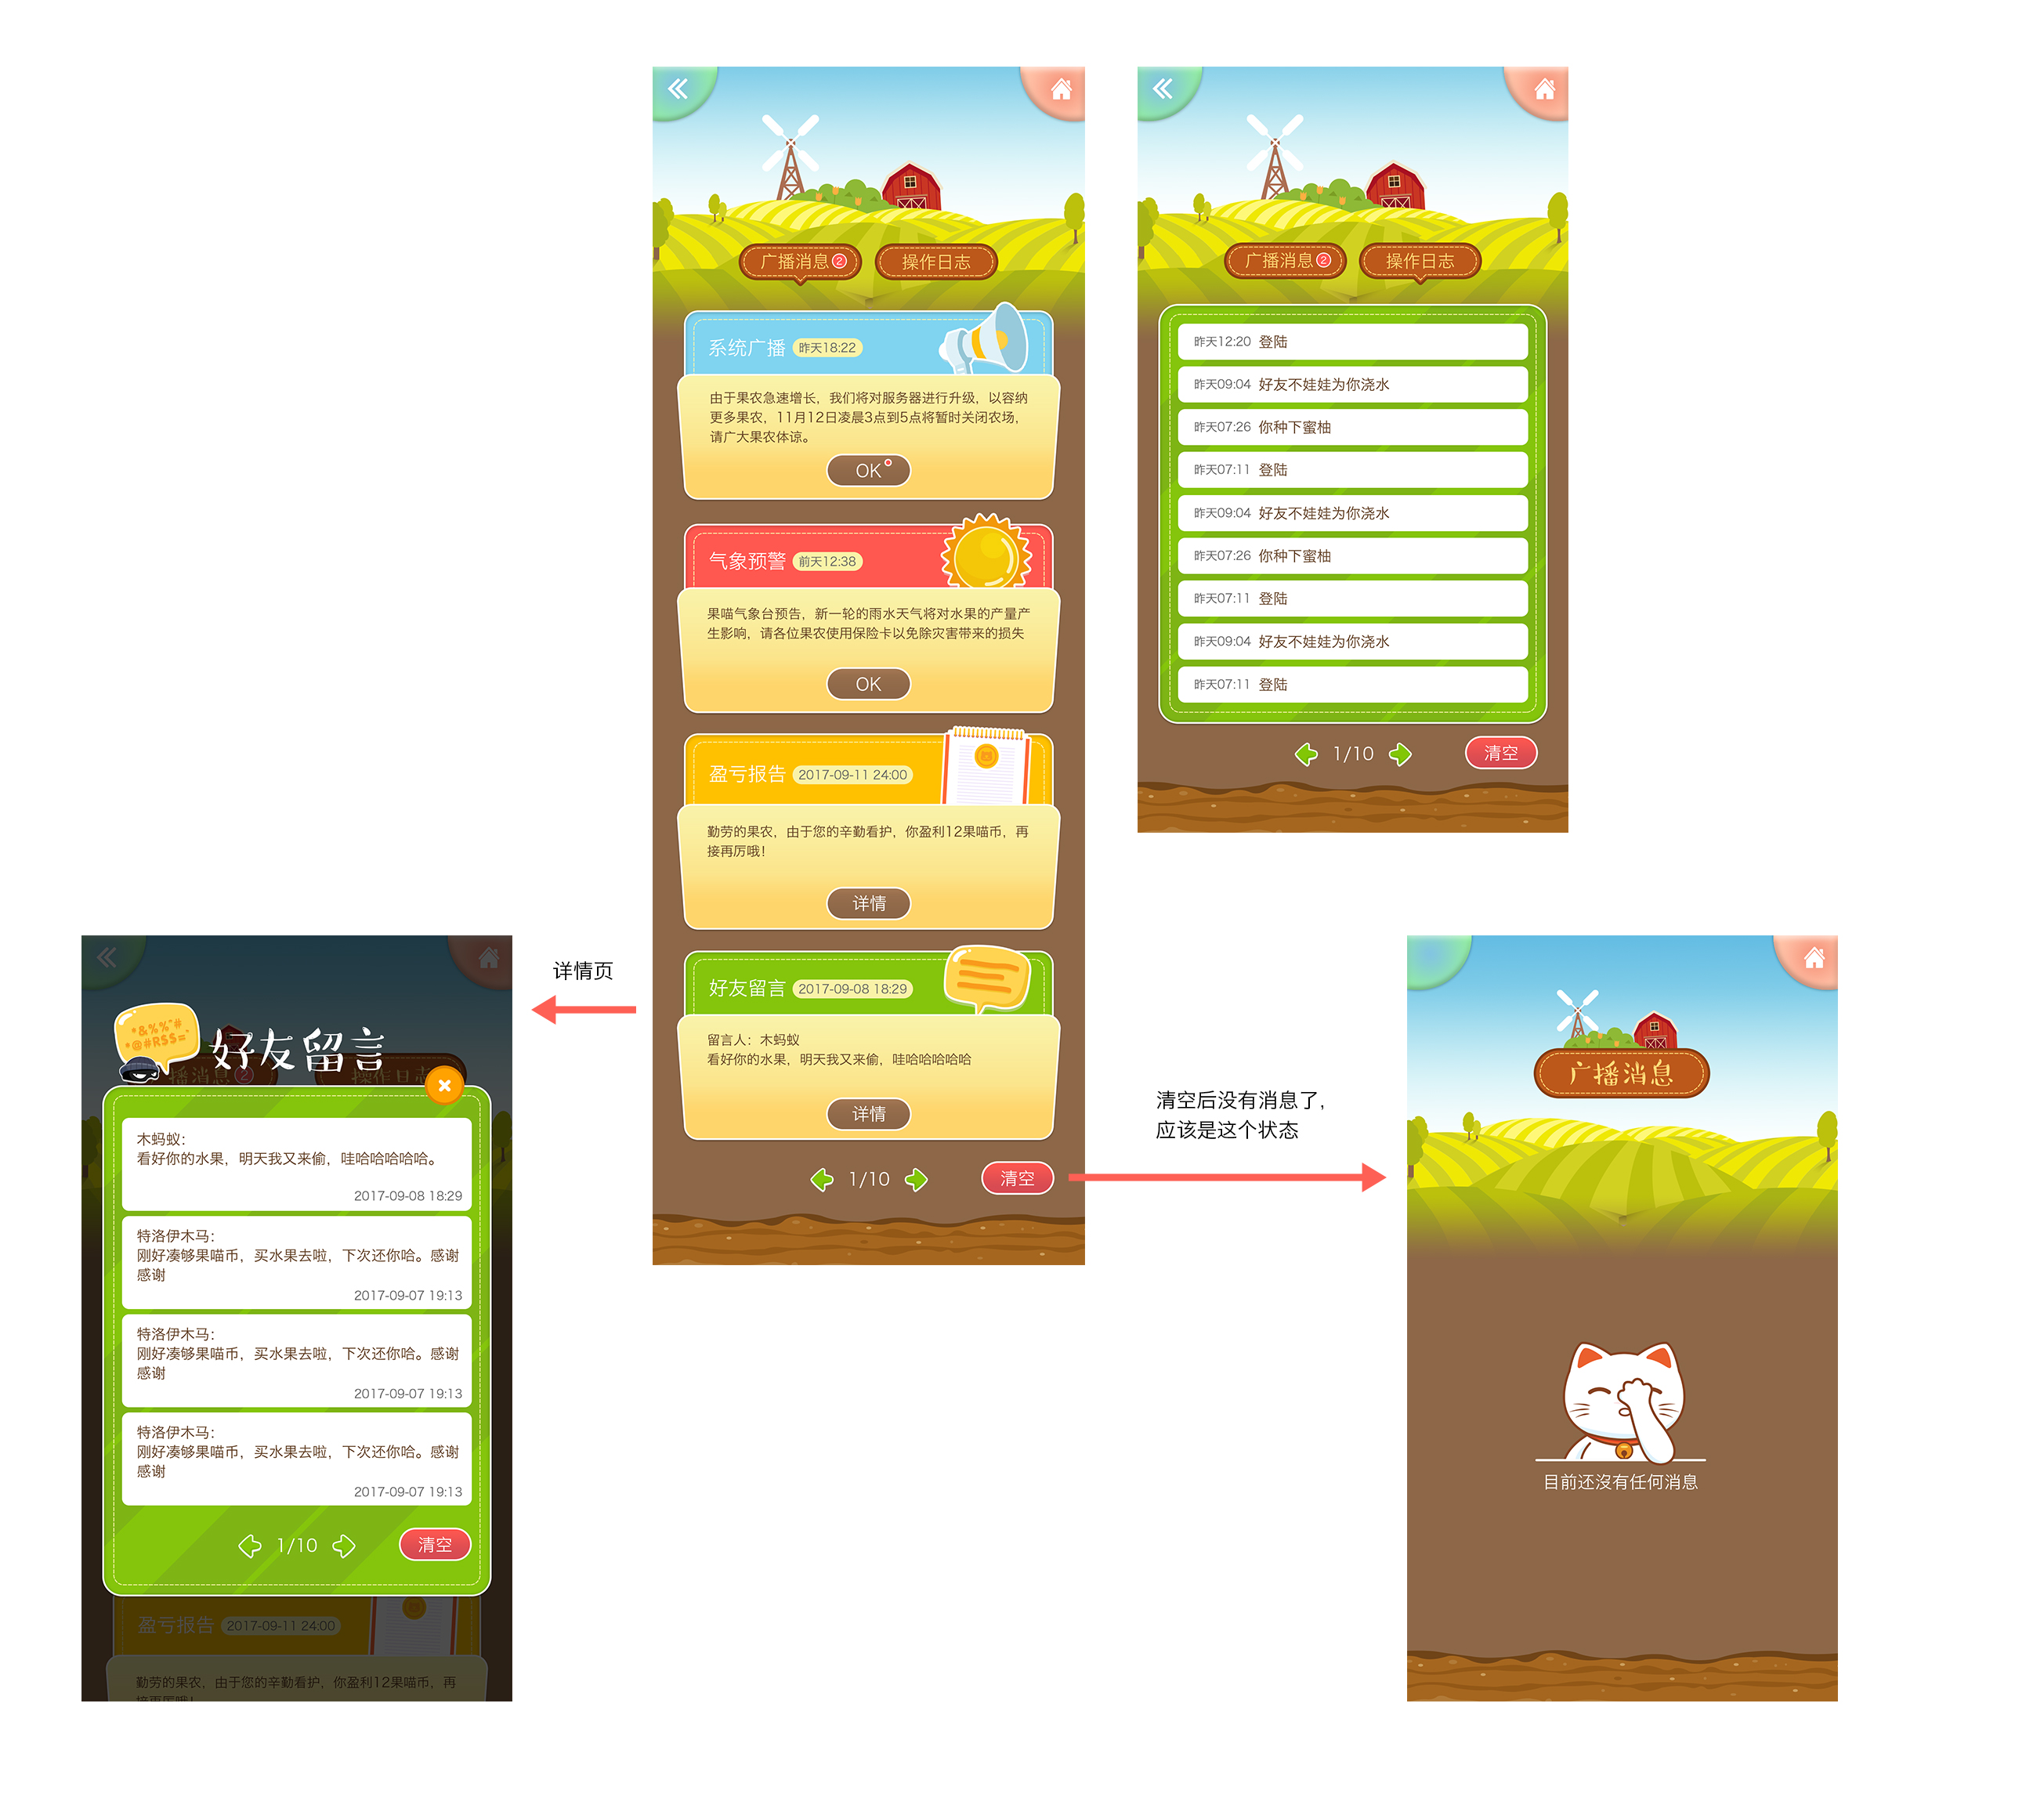 广播消息2
操作日志
系统广播 昨天18:22
由于果农急速增长，我们将对服务器进行升级，以容纳
更多果农，11月12日凌晨3点到5点将暂时关闭农场，
请广大果农体谅。
OK
气象预警 前天12:38
果喵气象台预告，新一轮的雨水天气将对水果的产量产
生影响，请各位果农使用保险卡以免除灾害带来的损失
OK
盈亏报告 2017-09-11 24:00
勤劳的果农，由于您的辛勤看护，你盈利12果喵币，再
接再厉哦！
详情
好友留言 2017-09-08 18:29
留言人：木蚂蚁
看好你的水果，明天我又来偷，哇哈哈哈哈哈
详情
1/10
清空
广播消息2
操作日志
昨天12:20 登陆
昨天09:04 好友不娃娃为你浇水
昨天07:26 你种下蜜柚
昨天07:11 登陆
昨天09:04 好友不娃娃为你浇水
昨天07:26 你种下蜜柚
昨天07:11 登陆
昨天09:04 好友不娃娃为你浇水
昨天07:11 登陆
1/10
清空
详情页
*&%%"#
*@#R$$="
好友留言
播消息2
操作日志
木蚂蚁：
看好你的水果，明天我又来偷，哇哈哈哈哈哈。
2017-09-08 18:29
特洛伊木马：
刚好凑够果喵币，买水果去啦，下次还你哈。感谢
感谢
2017-09-07 19:13
特洛伊木马：
刚好凑够果喵币，买水果去啦，下次还你哈。感谢
感谢
2017-09-07 19:13
特洛伊木马：
刚好凑够果喵币，买水果去啦，下次还你哈。感谢
感谢
2017-09-07 19:13
1/10
清空
盈亏报告 2017-09-11 24:00
勤劳的果农，由于您的辛勤看护，你盈利12果喵币，再
接再厉哦！
清空后没有消息了，
应该是这个状态
广播消息
目前还没有任何消息